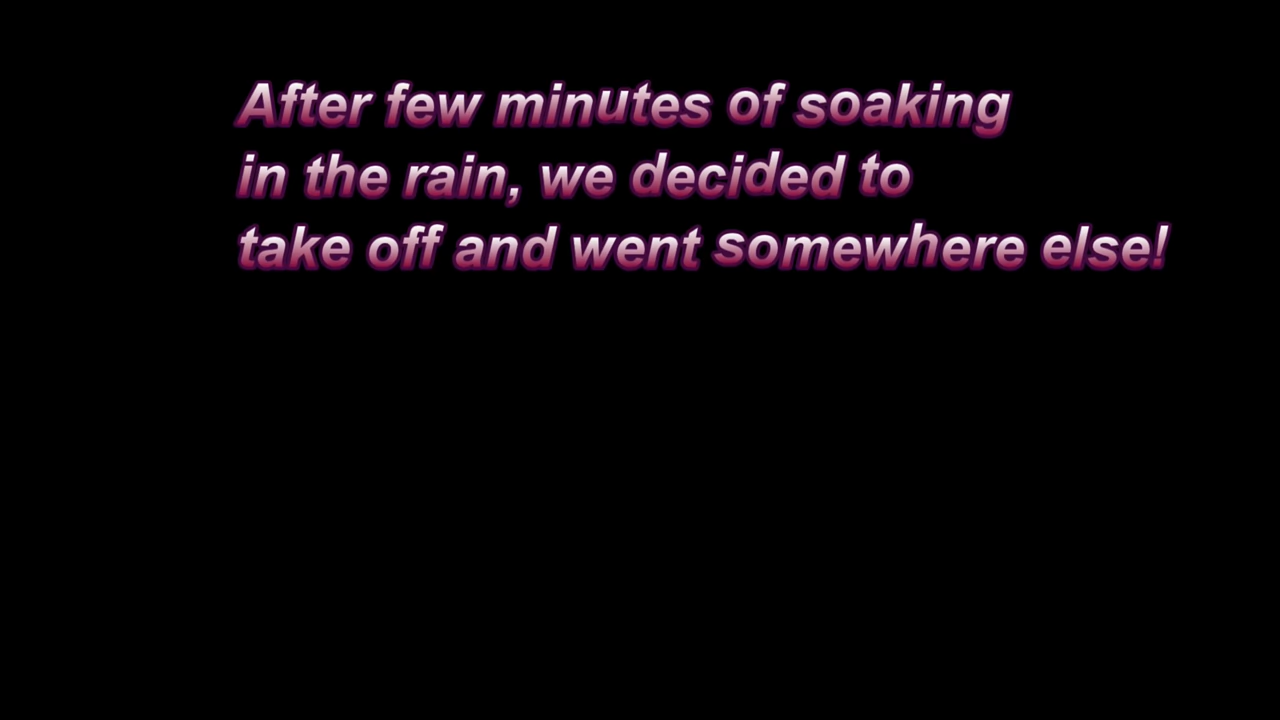 After few minutes of soaking
in the rain, we decided to
take off and went somewhere else!